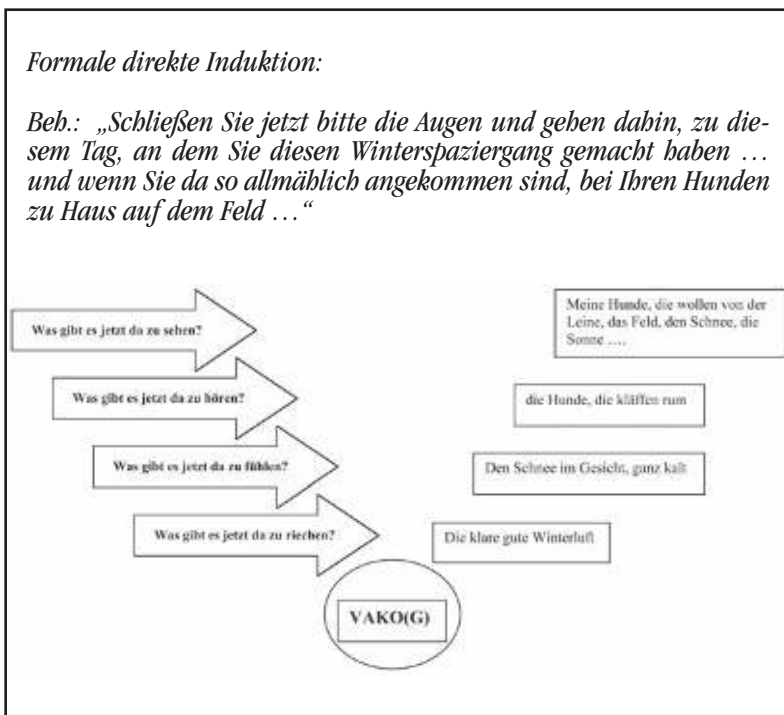 Formale direkte Induktion:
Beh.: „Schließen Sie jetzt bitte die Augen und gehen dahin, zu die-
sem Tag, an dem Sie diesen Winterspaziergang gemacht haben …
und wenn Sie da so allmählich angekommen sind, bei Ihren Hunden
zu Haus auf dem Feld …“
Was gibt es jetzt da zu sehen?
Meine Hunde, die wollen von der
Leine, das Feld, den Schnee, die
Sonne ….
Was gibt es jetzt da zu hören?
die Hunde, die kläffen rum
Was gibt es jetzt da zu fühlen?
Den Schnee im Gesicht, ganz kalt
Was gibt es jetzt da zu riechen?
Die klare gute Winterluft
VAKO(G)